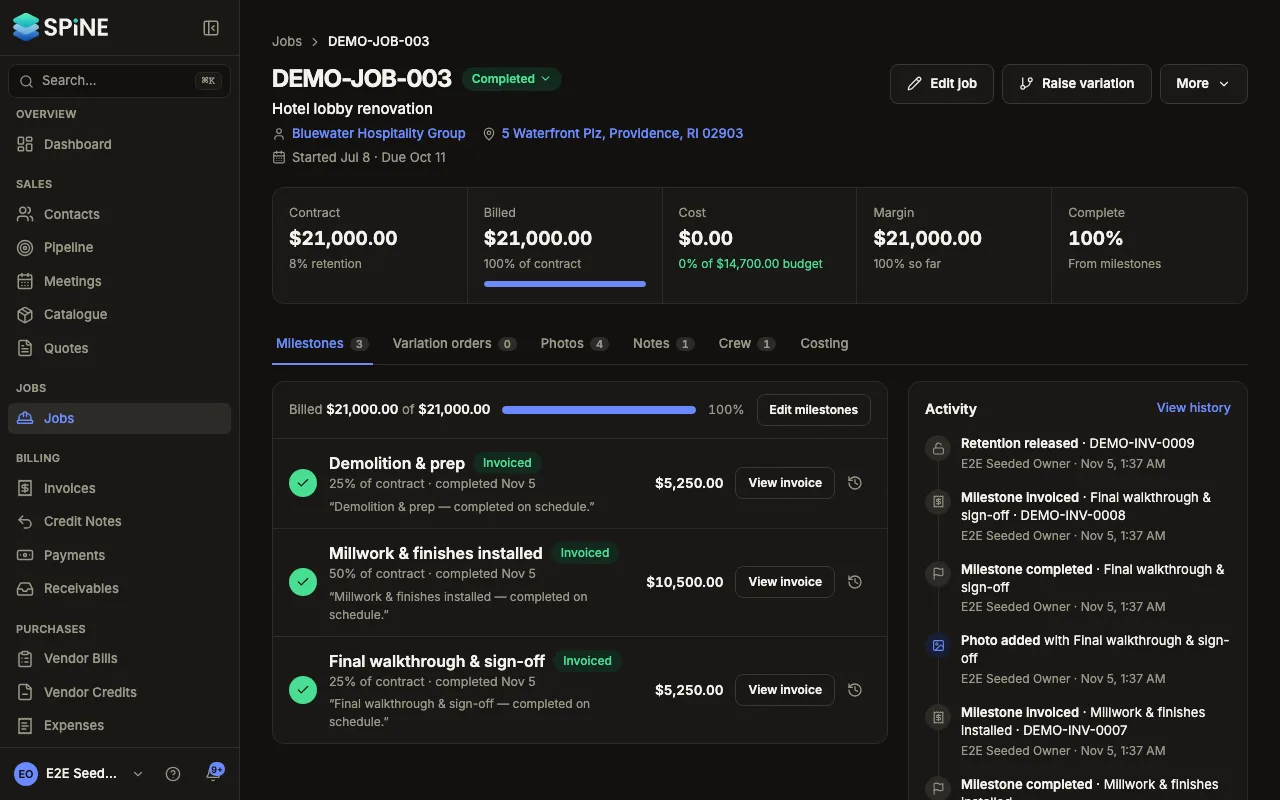 SPiNE
Search...
⌘K
OVERVIEW
Dashboard
SALES
Contacts
Pipeline
Meetings
Catalogue
Quotes
JOBS
Jobs
BILLING
Invoices
Credit Notes
Payments
Receivables
PURCHASES
Vendor Bills
Vendor Credits
Expenses
EO
E2E Seed...
9+
Jobs > DEMO-JOB-003
DEMO-JOB-003 Completed
Hotel lobby renovation
Bluewater Hospitality Group 5 Waterfront Plz, Providence, RI 02903
Started Jul 8 · Due Oct 11
Edit job
Raise variation
More
Contract
$21,000.00
8% retention
Billed
$21,000.00
100% of contract
Cost
$0.00
0% of $14,700.00 budget
Margin
$21,000.00
100% so far
Complete
100%
From milestones
Milestones 3 Variation orders 0 Photos 4 Notes 1 Crew 1 Costing
Billed $21,000.00 of $21,000.00 100% Edit milestones
Demolition & prep Invoiced
25% of contract · completed Nov 5
“Demolition & prep — completed on schedule.”
$5,250.00 View invoice
Millwork & finishes installed Invoiced
50% of contract · completed Nov 5
“Millwork & finishes installed — completed on
schedule.”
$10,500.00 View invoice
Final walkthrough & sign-off Invoiced
25% of contract · completed Nov 5
“Final walkthrough & sign-off — completed on
schedule.”
$5,250.00 View invoice
Activity View history
Retention released · DEMO-INV-0009
E2E Seeded Owner · Nov 5, 1:37 AM
Milestone invoiced · Final walkthrough &
sign-off · DEMO-INV-0008
E2E Seeded Owner · Nov 5, 1:37 AM
Milestone completed · Final walkthrough &
sign-off
E2E Seeded Owner · Nov 5, 1:37 AM
Photo added with Final walkthrough & sign-
off
E2E Seeded Owner · Nov 5, 1:37 AM
Milestone invoiced · Millwork & finishes
installed · DEMO-INV-0007
E2E Seeded Owner · Nov 5, 1:37 AM
Milestone completed · Millwork & finishes
installed